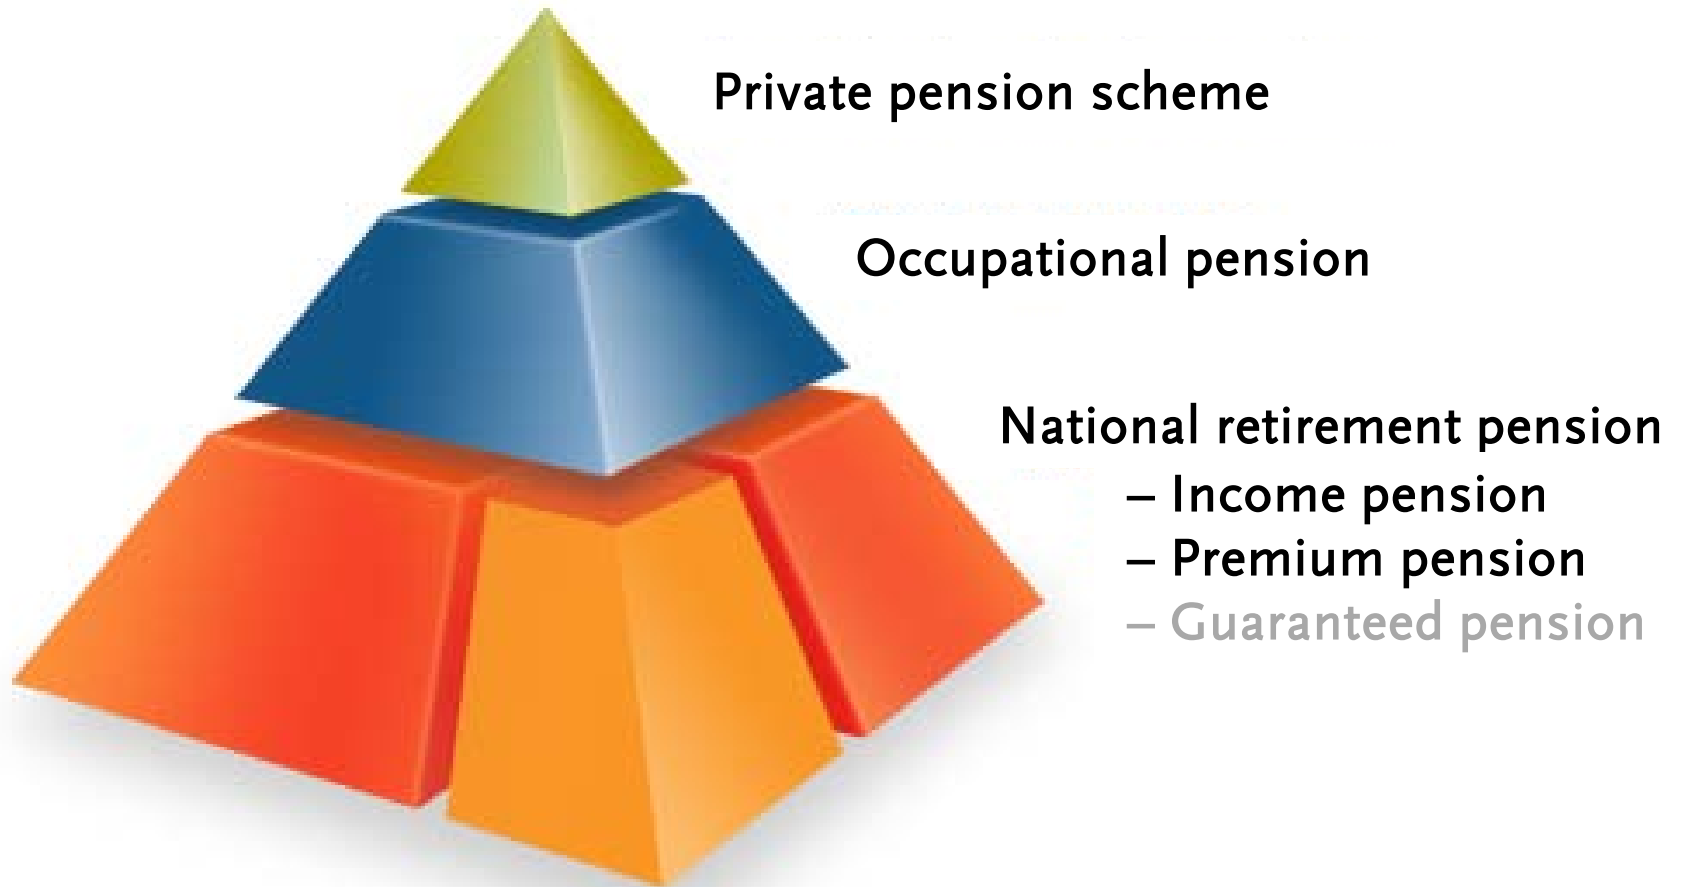 Private pension scheme
Occupational pension
National retirement pension
– Income pension
– Premium pension
– Guaranteed pension